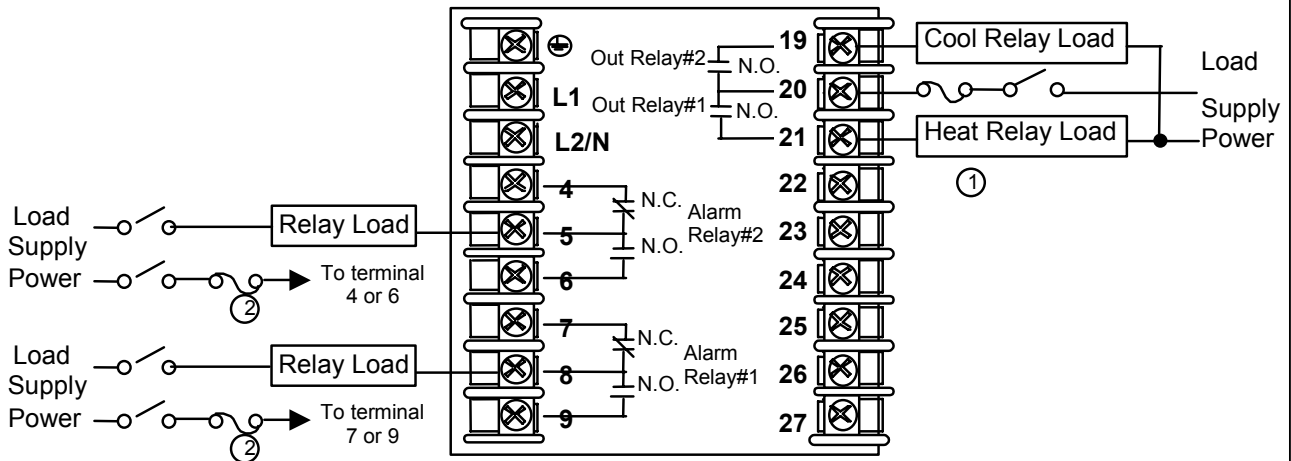 19
Cool Relay Load
Out Relay#2
N.O.
Load
L1
Out Relay#1
N.O.
20
Supply
L2/N
21
Heat Relay Load
Power
1
4
N.C.
22
Load
Supply
Power
Relay Load
5
Alarm
Relay#2
23
N.O.
To terminal
4 or 6
2
6
24
7
N.C.
25
Load
Supply
Power
Relay Load
8
Alarm
Relay#1
26
N.O.
To terminal
7 or 9
2
9
27